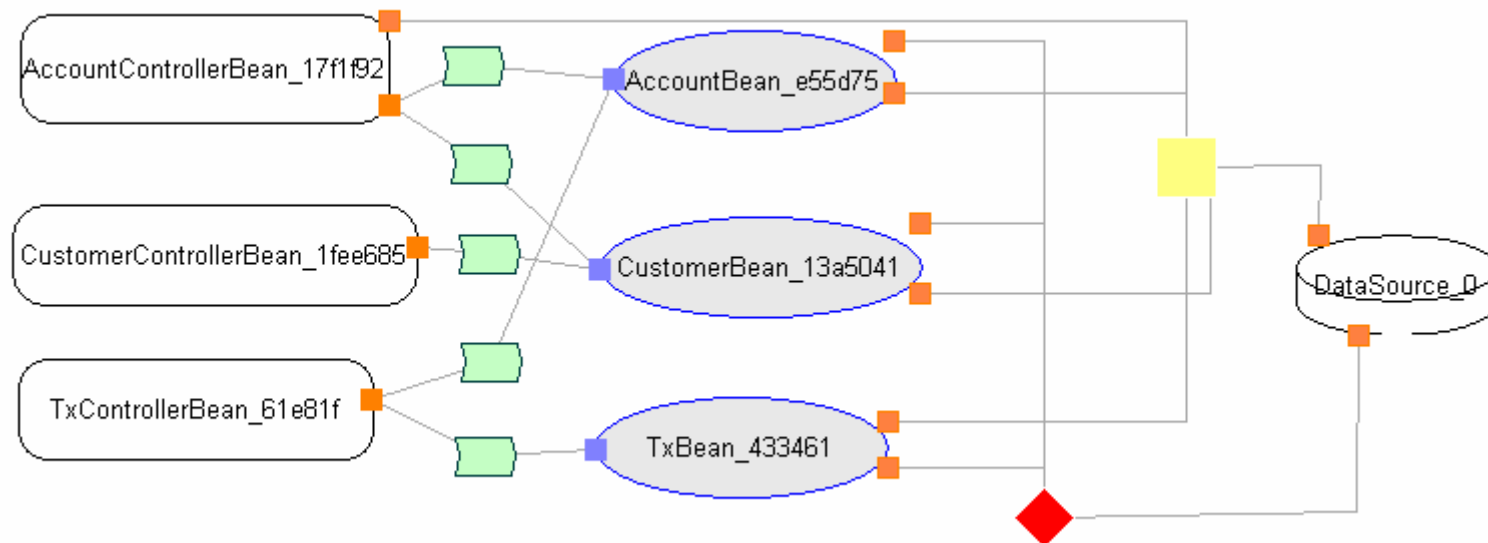 AccountControllerBean_17f1f92
AccountBean_e55d75
CustomerControllerBean_1fee685
CustomerBean_13a5041
DataSource_0
TxControllerBean_61e81f
TxBean_433461